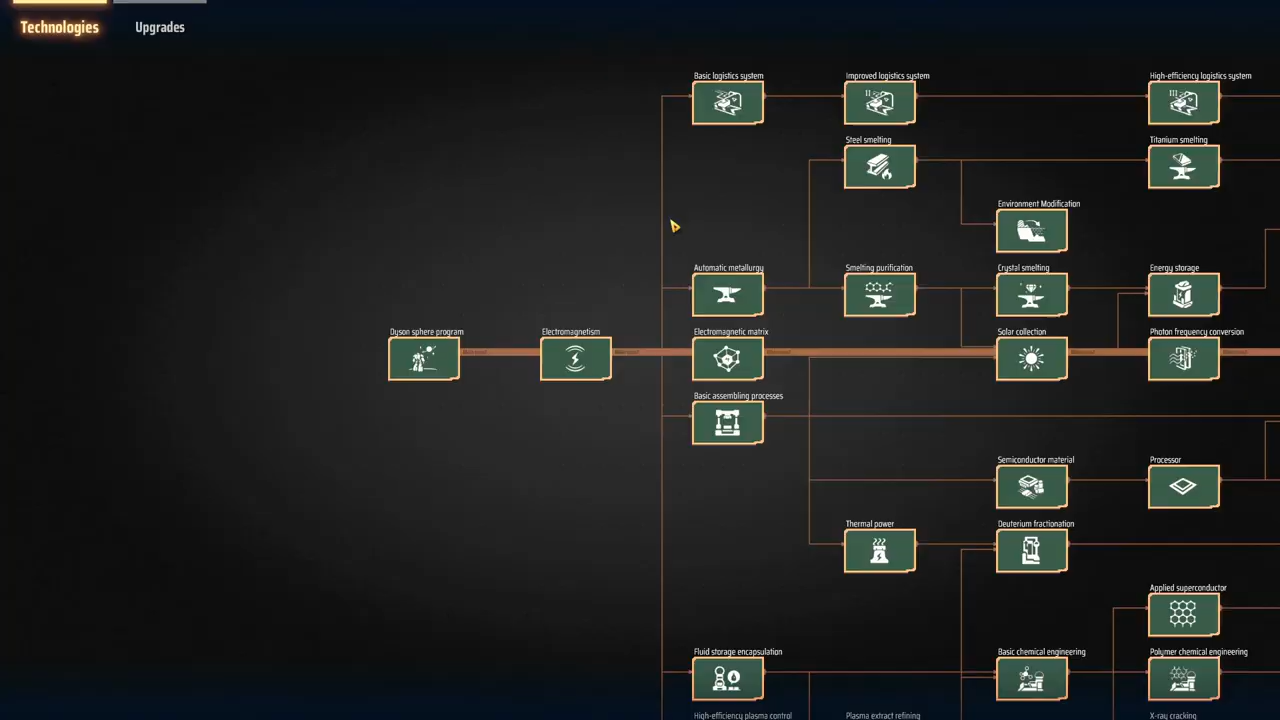 Technologies
Upgrades
Basic logistics system
Improved logistics system
High-efficiency logistics system
Steel smelting
Titanium smelting
Environment Modification
Automatic metallurgy
Smelting purification
Crystal smelting
Energy storage
Dyson sphere program
Electromagnetism
Electromagnetic matrix
Solar collection
Photon frequency conversion
Basic assembling processes
Semiconductor material
Processor
Thermal power
Deuterium fractionation
Applied superconductor
Fluid storage encapsulation
Basic chemical engineering
Polymer chemical engineering
High-efficiency plasma control
Plasma extract refining
X-ray cracking